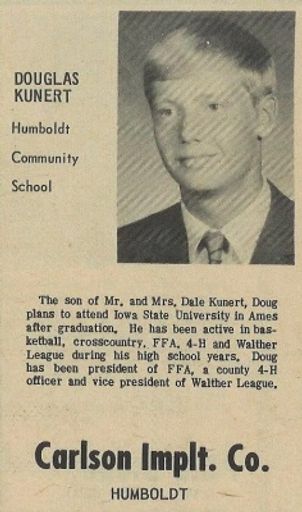 DOUGLAS
KUNERT
Humboldt
Community
School
The son of Mr. and Mrs. Dale Kunert, Doug
plans to attend Iowa State University in Ames
after graduation. He has been active in bas-
ketball, crosscountry, FFA, 4-H and Walther
League during his high school years. Doug
has been president of FFA, a county 4-H
officer and vice president of Walther League.
Carlson Implt. Co.
HUMBOLDT